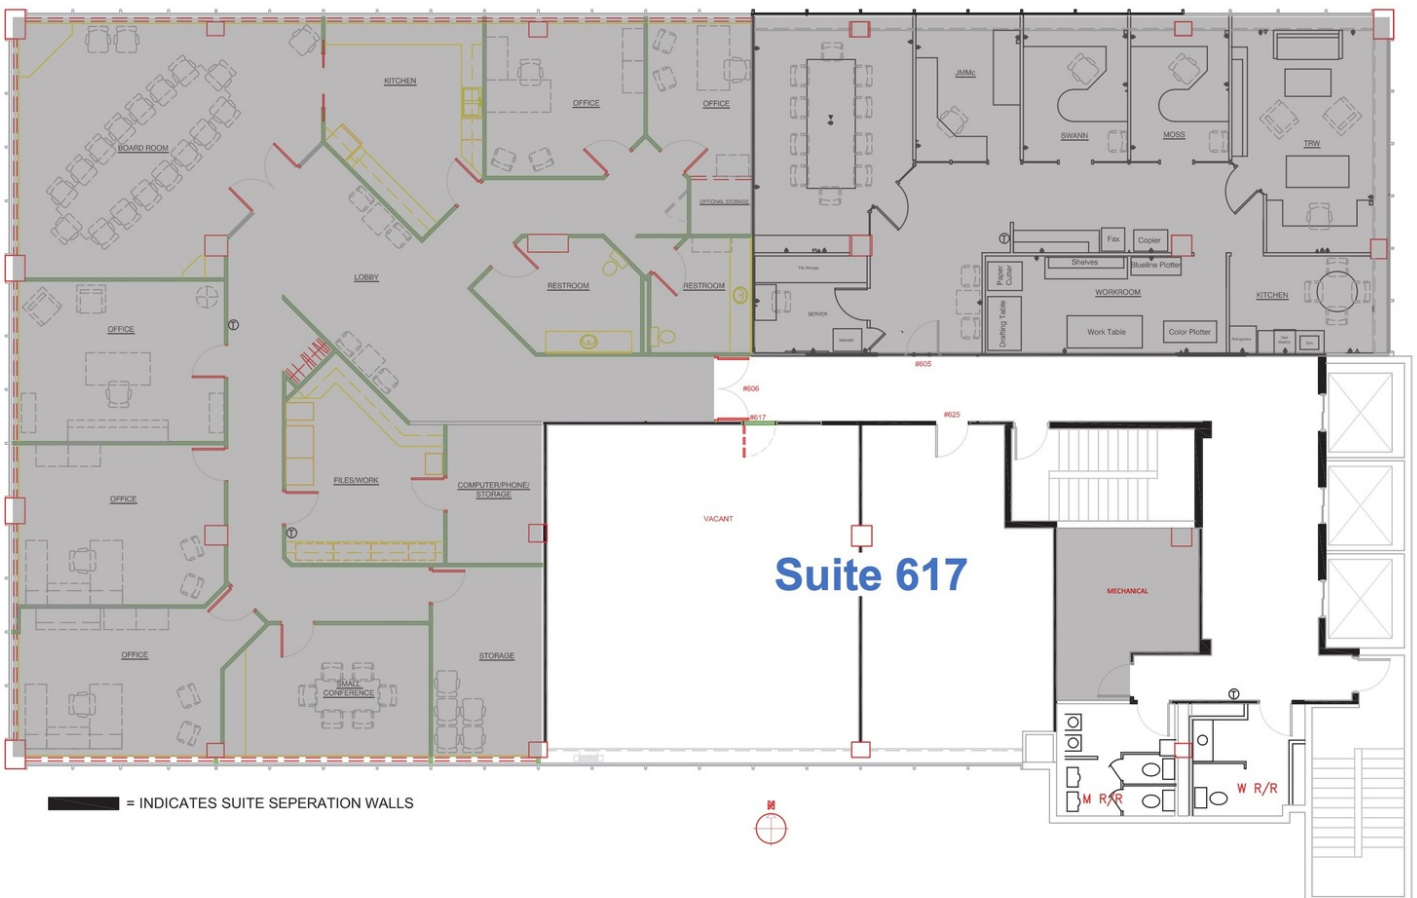 KITCHEN
OFFICE
OFFICE
JMMc
SWANN
MOSS
TRW
BOARD ROOM
OPTIONAL STORAGE
Fax
Copier
T
LOBBY
RESTROOM
RESTROOM
File Storage
SERVER
Paper
Cutter
Shelves
Blueline Plotter
WORKROOM
KITCHEN
Drafting Table
Work Table
Color Plotter
OFFICE
T
#606
#605
#617
#625
OFFICE
FILES/WORK
COMPUTER/PHONE/
STORAGE
T
VACANT
Suite 617
MECHANICAL
OFFICE
SMALL
CONFERENCE
STORAGE
T
M R/R
W R/R
= INDICATES SUITE SEPERATION WALLS
N